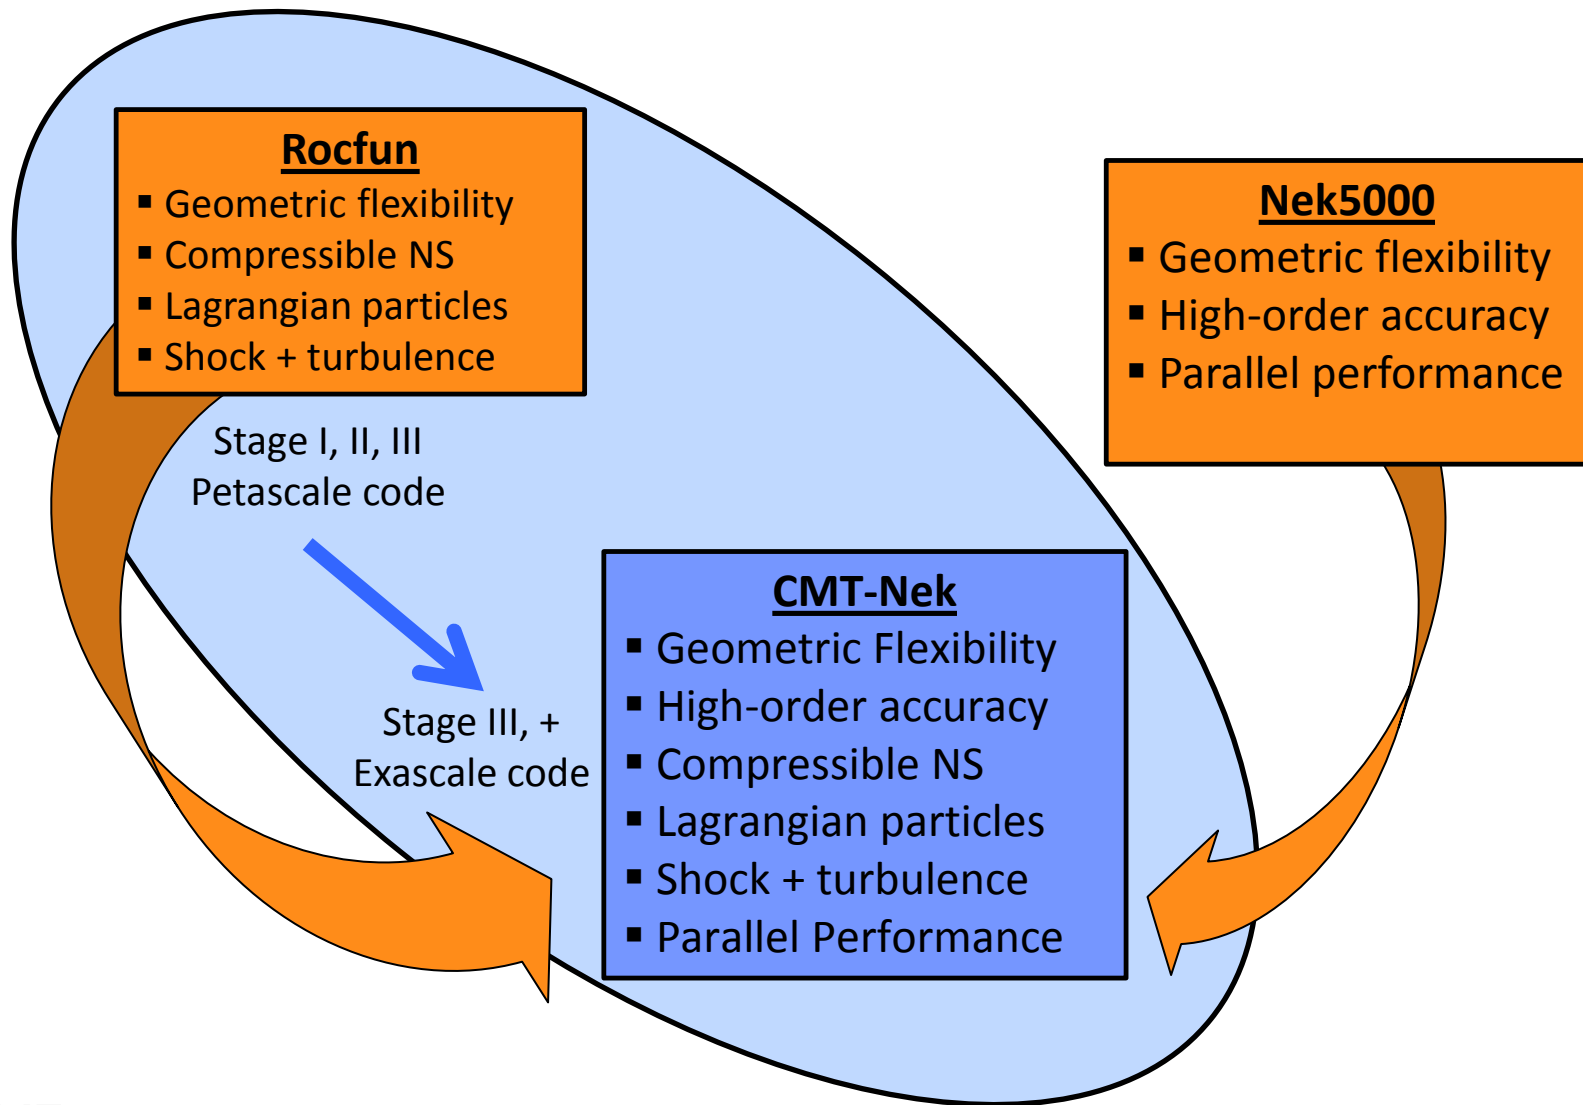 Rocfun
▪ Geometric flexibility
▪ Compressible NS
▪ Lagrangian particles
▪ Shock + turbulence
Nek5000
▪ Geometric flexibility
▪ High-order accuracy
▪ Parallel performance
Stage I, II, III
Petascale code
Stage III, +
Exascale code
CMT-Nek
▪ Geometric Flexibility
▪ High-order accuracy
▪ Compressible NS
▪ Lagrangian particles
▪ Shock + turbulence
▪ Parallel Performance